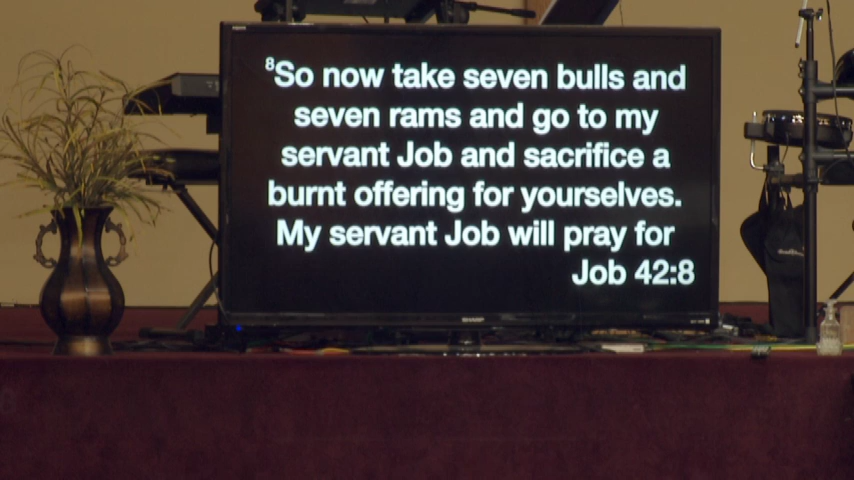 ⁸So now take seven bulls and
seven rams and go to my
servant Job and sacrifice a
burnt offering for yourselves.
My servant Job will pray for
Job 42:8
SHARP